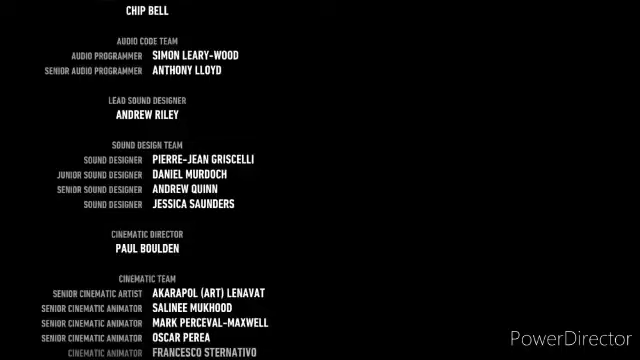 CHIP BELL
AUDIO CODE TEAM
AUDIO PROGRAMMER SIMON LEARY-WOOD
SENIOR AUDIO PROGRAMMER ANTHONY LLOYD
LEAD SOUND DESIGNER
ANDREW RILEY
SOUND DESIGN TEAM
SOUND DESIGNER PIERRE-JEAN GRISCELLI
JUNIOR SOUND DESIGNER DANIEL MURDOCH
SENIOR SOUND DESIGNER ANDREW QUINN
SOUND DESIGNER JESSICA SAUNDERS
CINEMATIC DIRECTOR
PAUL BOULDEN
CINEMATIC TEAM
SENIOR CINEMATIC ARTIST AKARAPOL (ART) LENAVAT
SENIOR CINEMATIC ANIMATOR SALINEE MUKHOOD
SENIOR CINEMATIC ANIMATOR MARK PERCEVAL-MAXWELL
SENIOR CINEMATIC ANIMATOR OSCAR PEREA
CINEMATIC ANIMATOR FRANCESCO STERNATIVO
PowerDirector